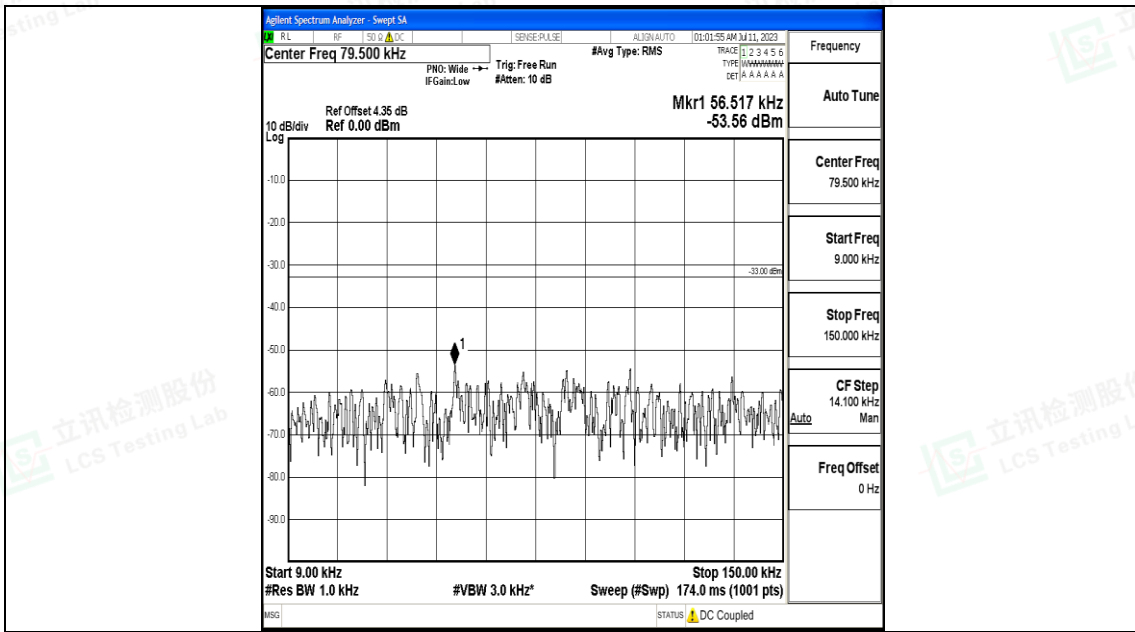 Agilent Spectrum Analyzer - Swept SA
RL RF 50 Ω DC SENSE:PULSE ALIGN AUTO 01:01:55 AM Jul 11, 2023
Center Freq 79.500 kHz
#Avg Type: RMS
TRACE 1 2 3 4 5 6
TYPE
DET A A A A A A
PNO: Wide Trig: Free Run
IFGain:Low #Atten: 10 dB
Mkr1 56.517 kHz
-53.56 dBm
Ref Offset 4.35 dB
10 dB/div Ref 0.00 dBm
Log
-10.0
-20.0
-30.0
-33.00 dBm
-40.0
-50.0
1
-60.0
-70.0
-80.0
-90.0
Start 9.00 kHz Stop 150.00 kHz
#Res BW 1.0 kHz #VBW 3.0 kHz* Sweep (#Swp) 174.0 ms (1001 pts)
MSG STATUS DC Coupled
Frequency
Auto Tune
Center Freq
79.500 kHz
Start Freq
9.000 kHz
Stop Freq
150.000 kHz
CF Step
14.100 kHz
Auto Man
Freq Offset
0 Hz
立讯检测股份
LCS Testing Lab
立讯检测股
LCS Testing L